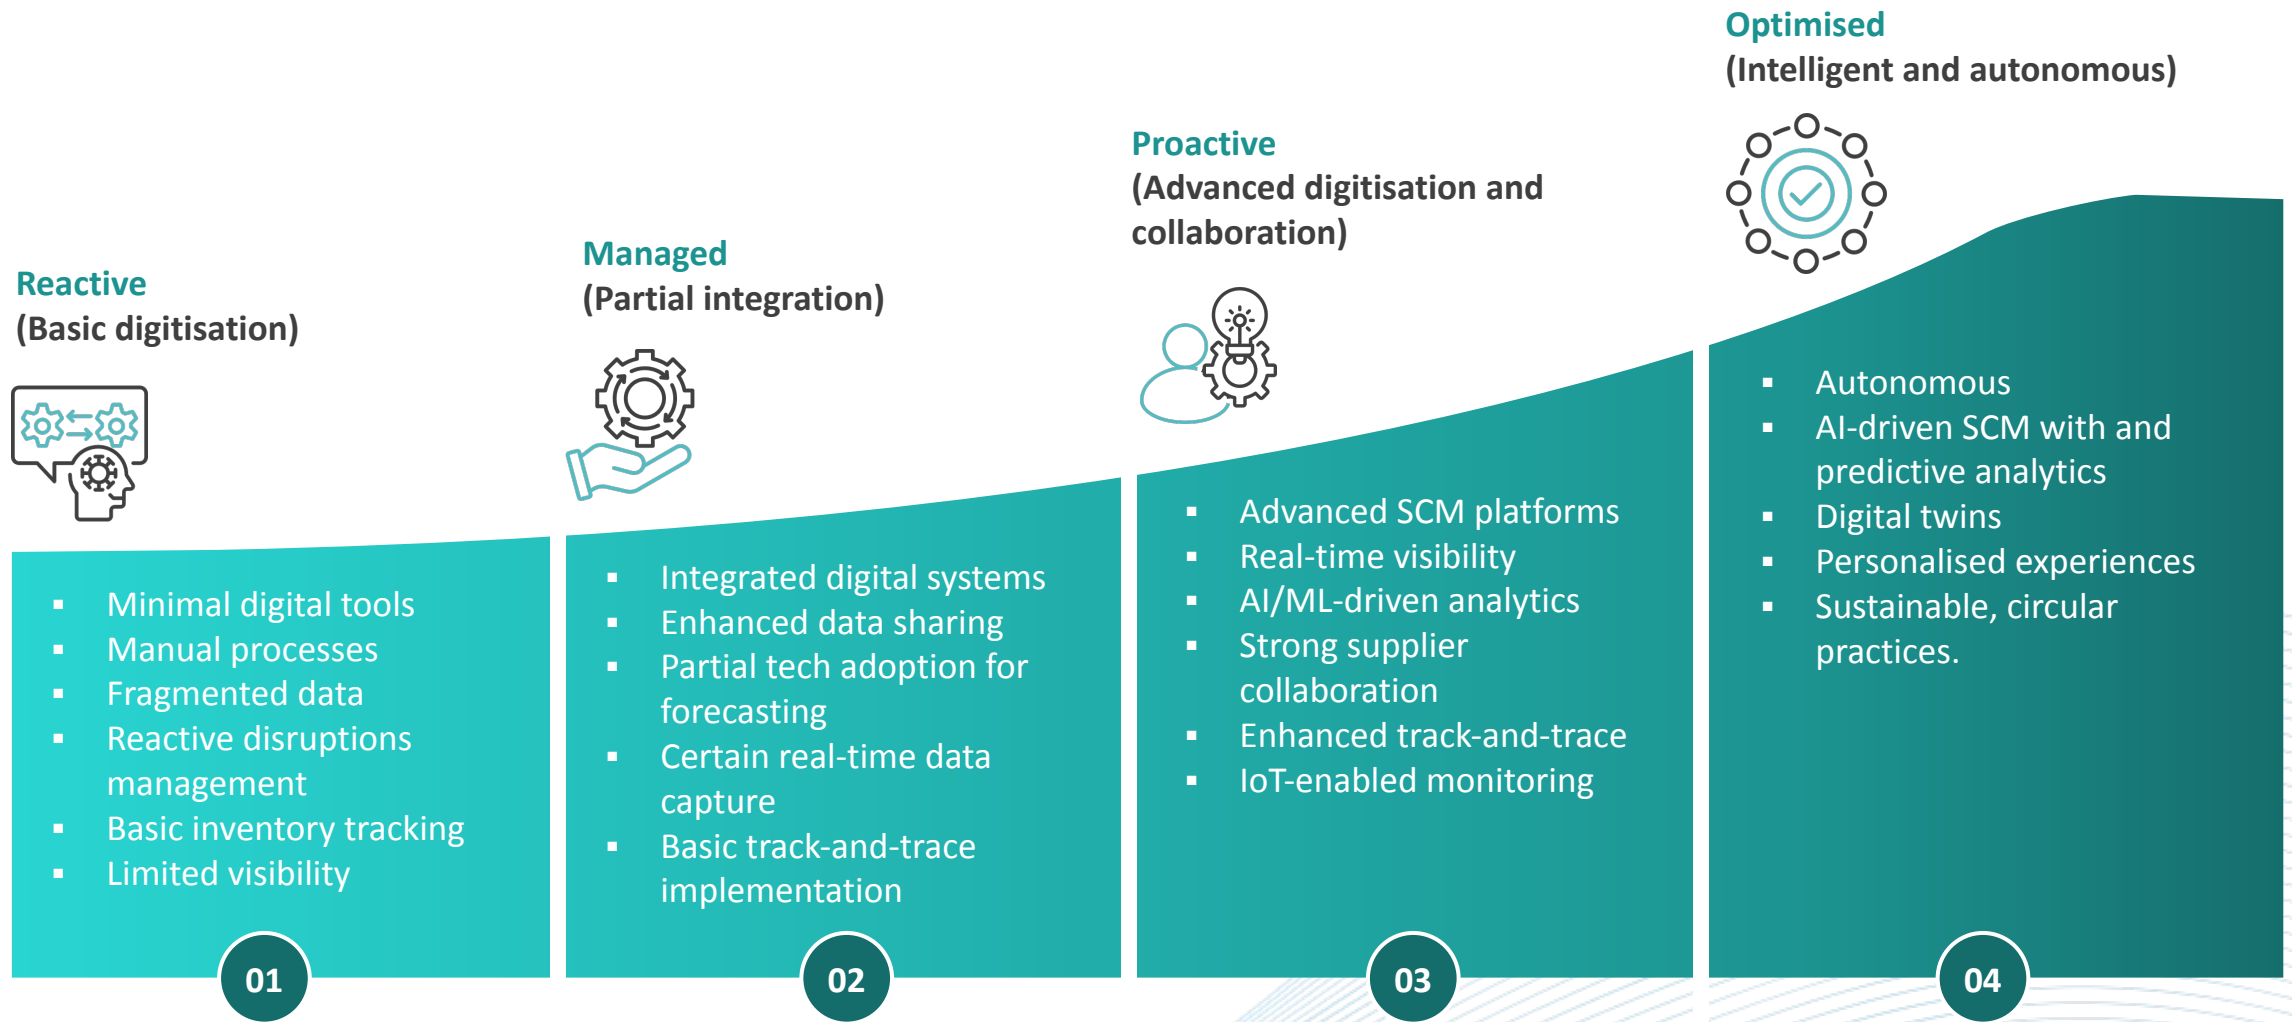 Reactive
(Basic digitisation)
Minimal digital tools
Manual processes
Fragmented data
Reactive disruptions
management
Basic inventory tracking
Limited visibility
01
Managed
(Partial integration)
Integrated digital systems
Enhanced data sharing
Partial tech adoption for
forecasting
Certain real-time data
capture
Basic track-and-trace
implementation
02
Proactive
(Advanced digitisation and
collaboration)
Advanced SCM platforms
Real-time visibility
AI/ML-driven analytics
Strong supplier
collaboration
Enhanced track-and-trace
IoT-enabled monitoring
03
Optimised
(Intelligent and autonomous)
Autonomous
AI-driven SCM with and
predictive analytics
Digital twins
Personalised experiences
Sustainable, circular
practices.
04